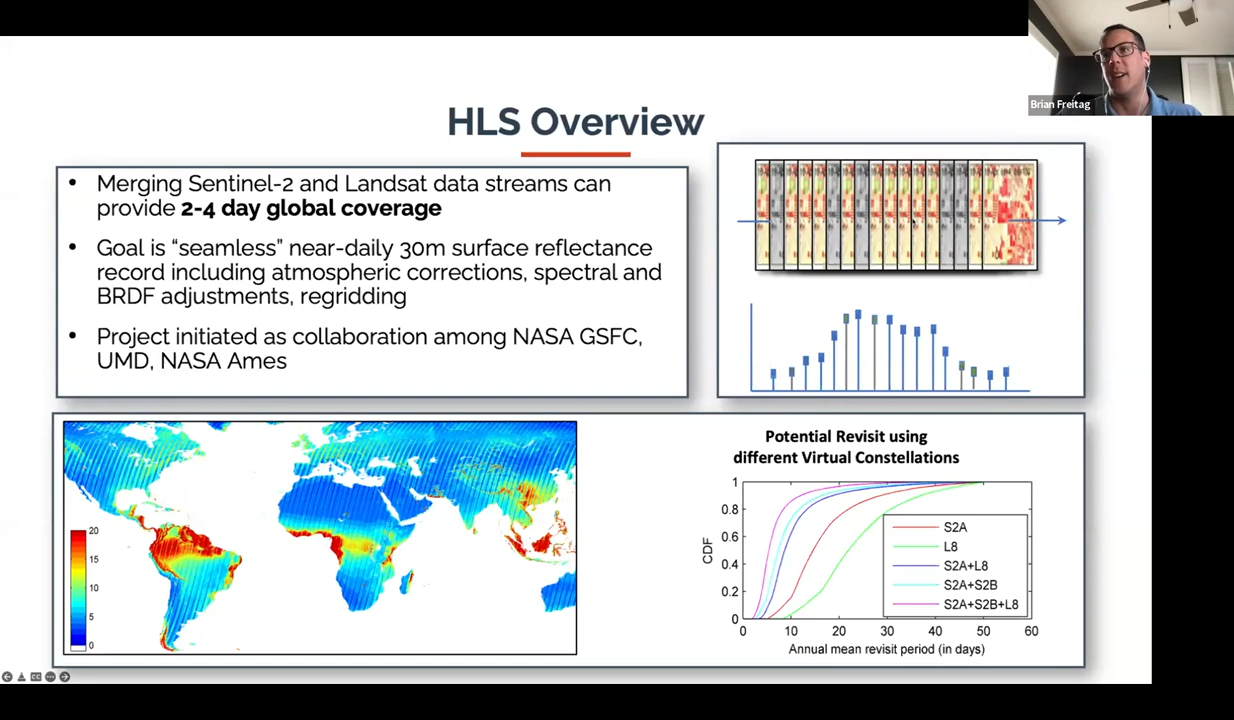 Brian Freitag
HLS Overview
• Merging Sentinel-2 and Landsat data streams can
provide 2-4 day global coverage
• Goal is “seamless” near-daily 30m surface reflectance
record including atmospheric corrections, spectral and
BRDF adjustments, regridding
• Project initiated as collaboration among NASA GSFC,
UMD, NASA Ames
20
15
10
5
0
Potential Revisit using
different Virtual Constellations
CDF
1
0.8
0.6
0.4
0.2
0
S2A
L8
S2A+L8
S2A+S2B
S2A+S2B+L8
0 10 20 30 40 50 60
Annual mean revisit period (in days)